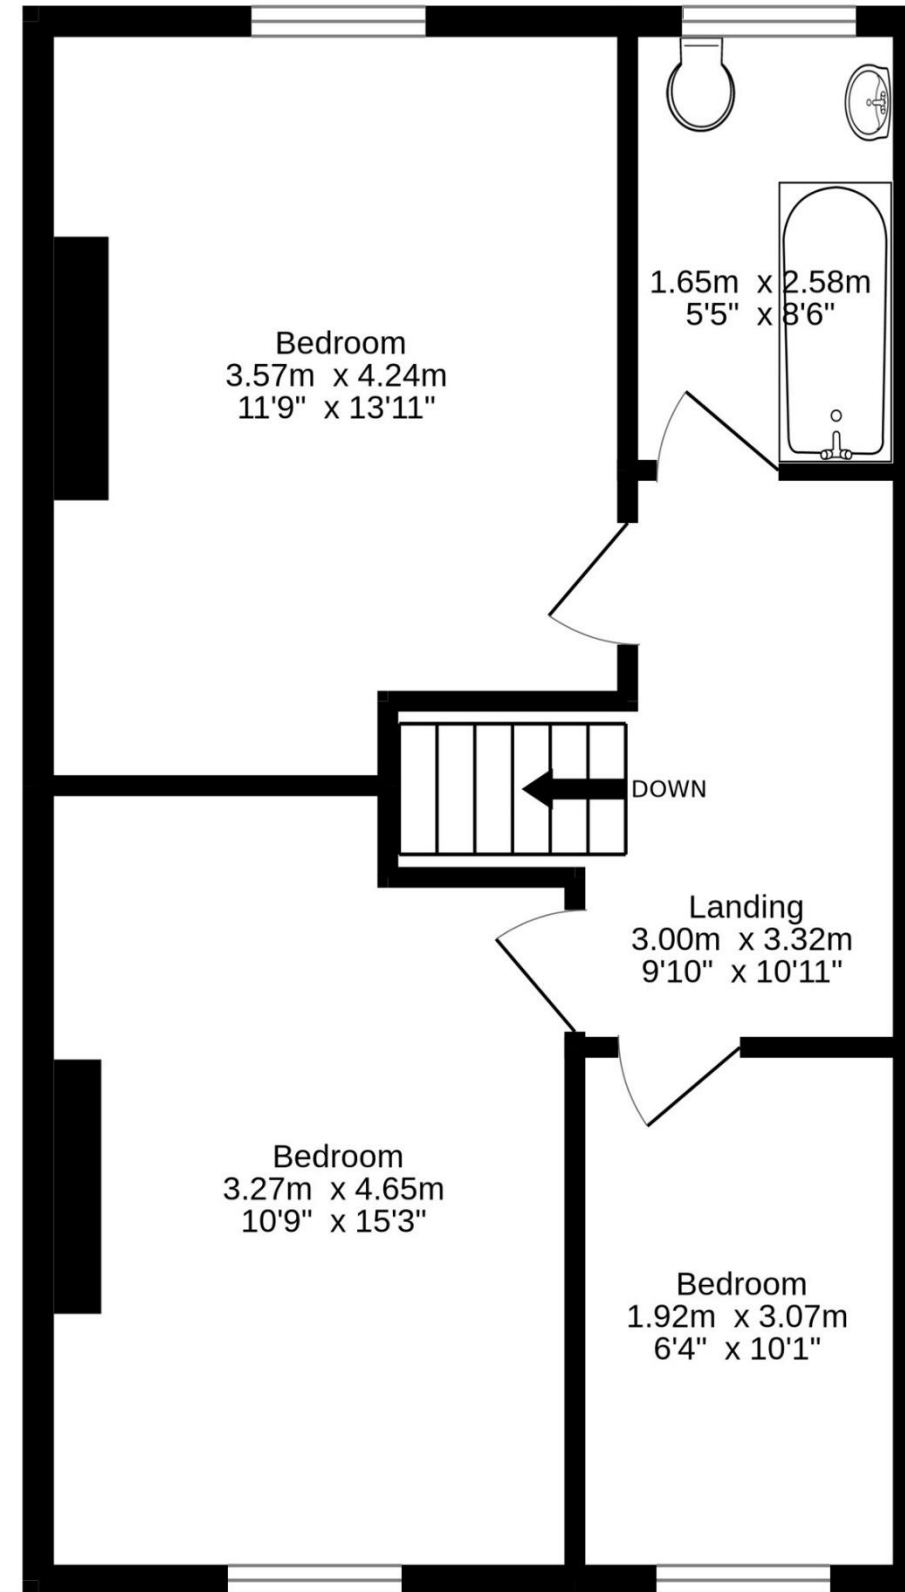 1.65m  x 2.58m
5'5"  x 8'6"
Bedroom
3.57m  x 4.24m
11'9"  x 13'11"
DOWN
Landing
3.00m  x 3.32m
9'10"  x 10'11"
Bedroom
3.27m  x 4.65m
10'9"  x 15'3"
Bedroom
1.92m  x 3.07m
6'4"  x 10'1"